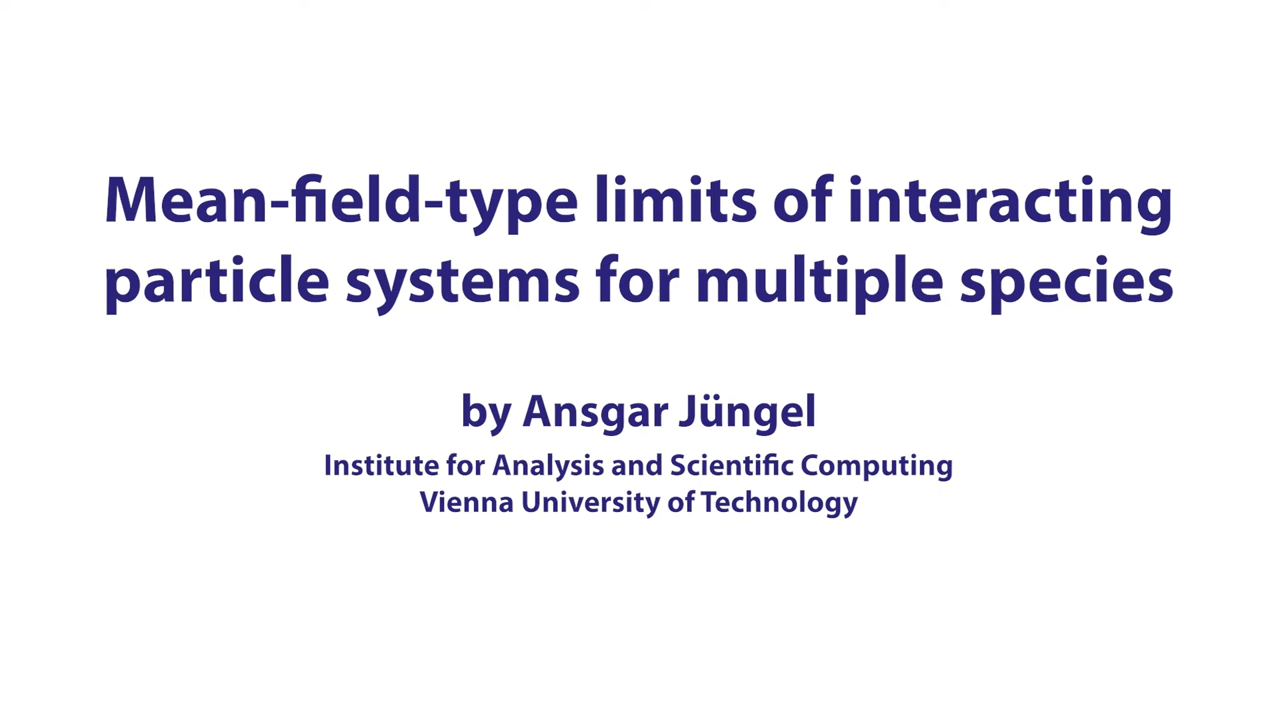 Mean-field-type limits of interacting
particle systems for multiple species
by Ansgar Jüngel
Institute for Analysis and Scientific Computing
Vienna University of Technology